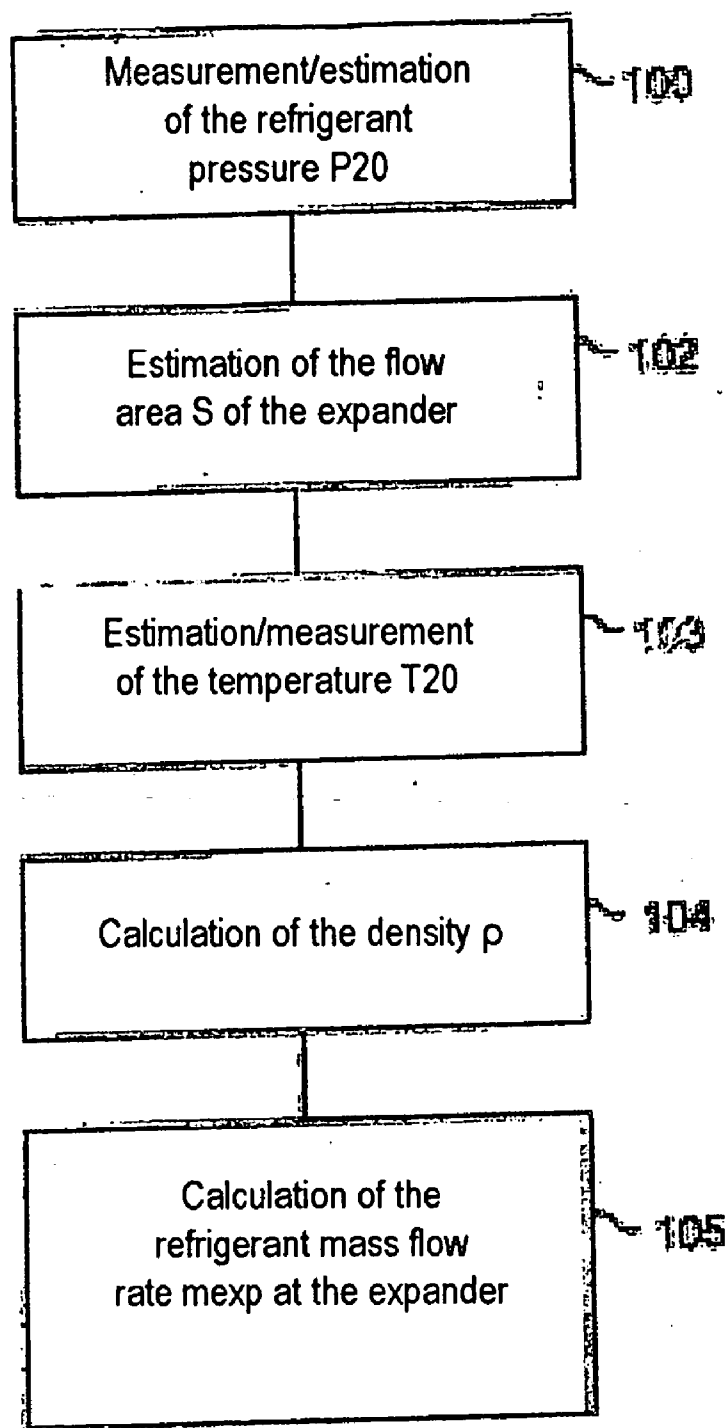 Measurement/estimation
of the refrigerant
pressure P20
100
Estimation of the flow
area S of the expander
102
Estimation/measurement
of the temperature T20
103
Calculation of the density ρ
104
Calculation of the
refrigerant mass flow
rate mexp at the expander
105